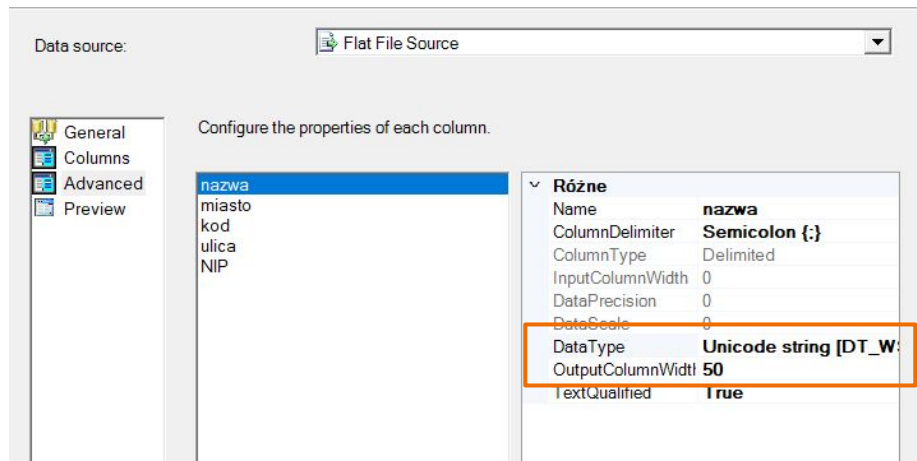 Data source:
Flat File Source
General
Columns
Advanced
Preview
Configure the properties of each column.
nazwa
miasto
kod
ulica
NIP
Różne
Name nazwa
ColumnDelimiter Semicolon {;}
ColumnType Delimited
InputColumnWidth 0
DataPrecision 0
DataScale 0
DataType Unicode string [DT_WS
OutputColumnWidtl 50
TextQualified True